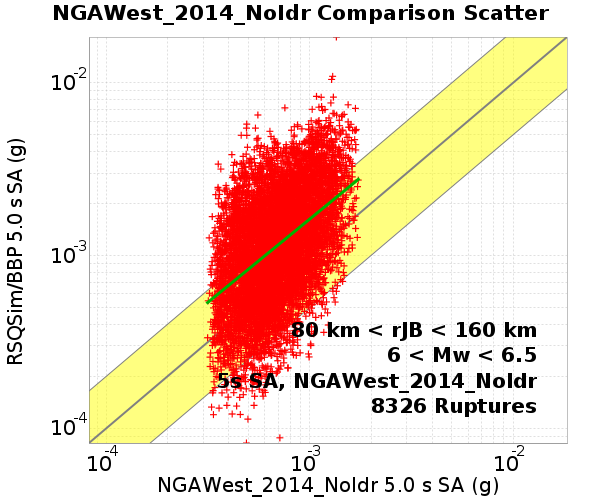 NGAWest_2014_NoIdr Comparison Scatter
10-2
10-3
10-4
RSQSim/BBP 5.0 s SA (g)
80 km < rJB < 160 km
6 < Mw < 6.5
5s SA, NGAWest_2014_NoIdr
8326 Ruptures
10-4
10-3
10-2
NGAWest_2014_NoIdr 5.0 s SA (g)